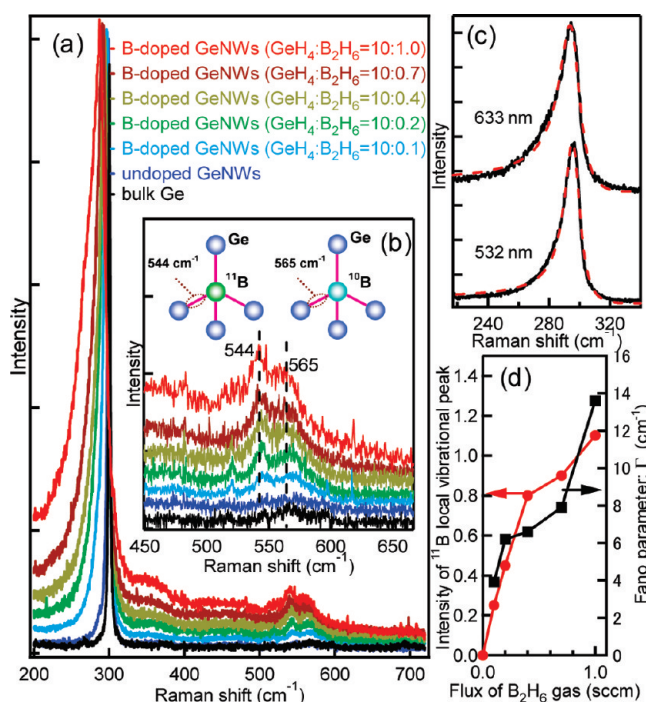 (a)
B-doped GeNWs (GeH₄:B₂H₆=10:1.0)
B-doped GeNWs (GeH₄:B₂H₆=10:0.7)
B-doped GeNWs (GeH₄:B₂H₆=10:0.4)
B-doped GeNWs (GeH₄:B₂H₆=10:0.2)
B-doped GeNWs (GeH₄:B₂H₆=10:0.1)
undoped GeNWs
bulk Ge
Intensity
200 300 400 500 600 700
Raman shift (cm⁻¹)
(b)
Ge
544 cm⁻¹
¹¹B
Ge
565 cm⁻¹
¹⁰B
544
565
Intensity
450 500 550 600 650
Raman shift (cm⁻¹)
(c)
633 nm
532 nm
Intensity
240 280 320
Raman shift (cm⁻¹)
(d)
Intensity of ¹¹B local vibrational peak
1.4
1.2
1.0
0.8
0.6
0.4
0.2
0.0
16
14
12
10
8
6
4
2
0
Fano parameter: Γ (cm⁻¹)
0.0 1.0
Flux of B₂H₆ gas (sccm)